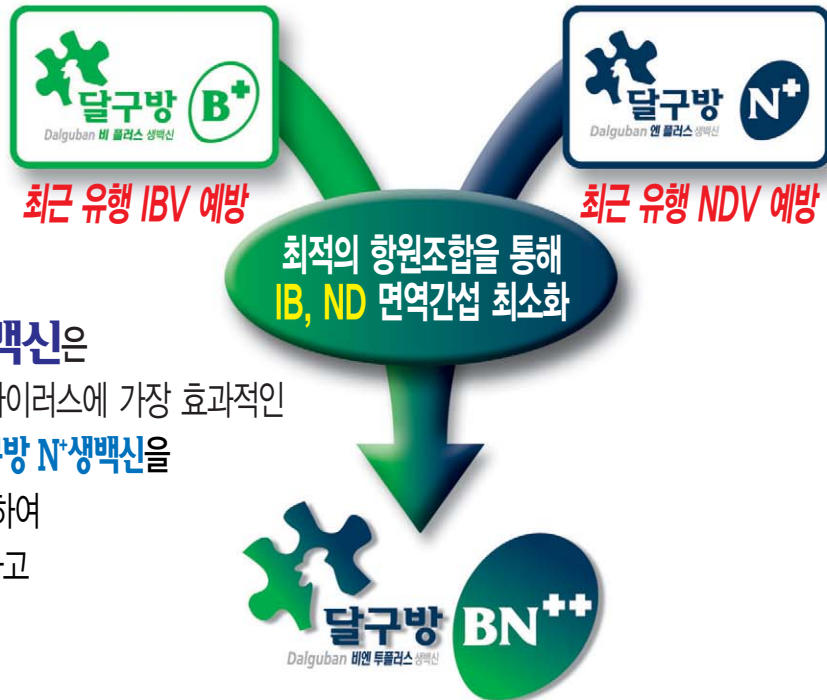 달구방 B+
Dalguban 비 플러스 생백신
최근 유행 IBV 예방
달구방 N+
Dalguban 엔 플러스 생백신
최근 유행 NDV 예방
최적의 항원조합을 통해
IB, ND 면역간섭 최소화
백신은
이러스에 가장 효과적인
방 N+생백신을
하여
고
달구방 BN++
Dalguban 비엔 투플러스 생백신